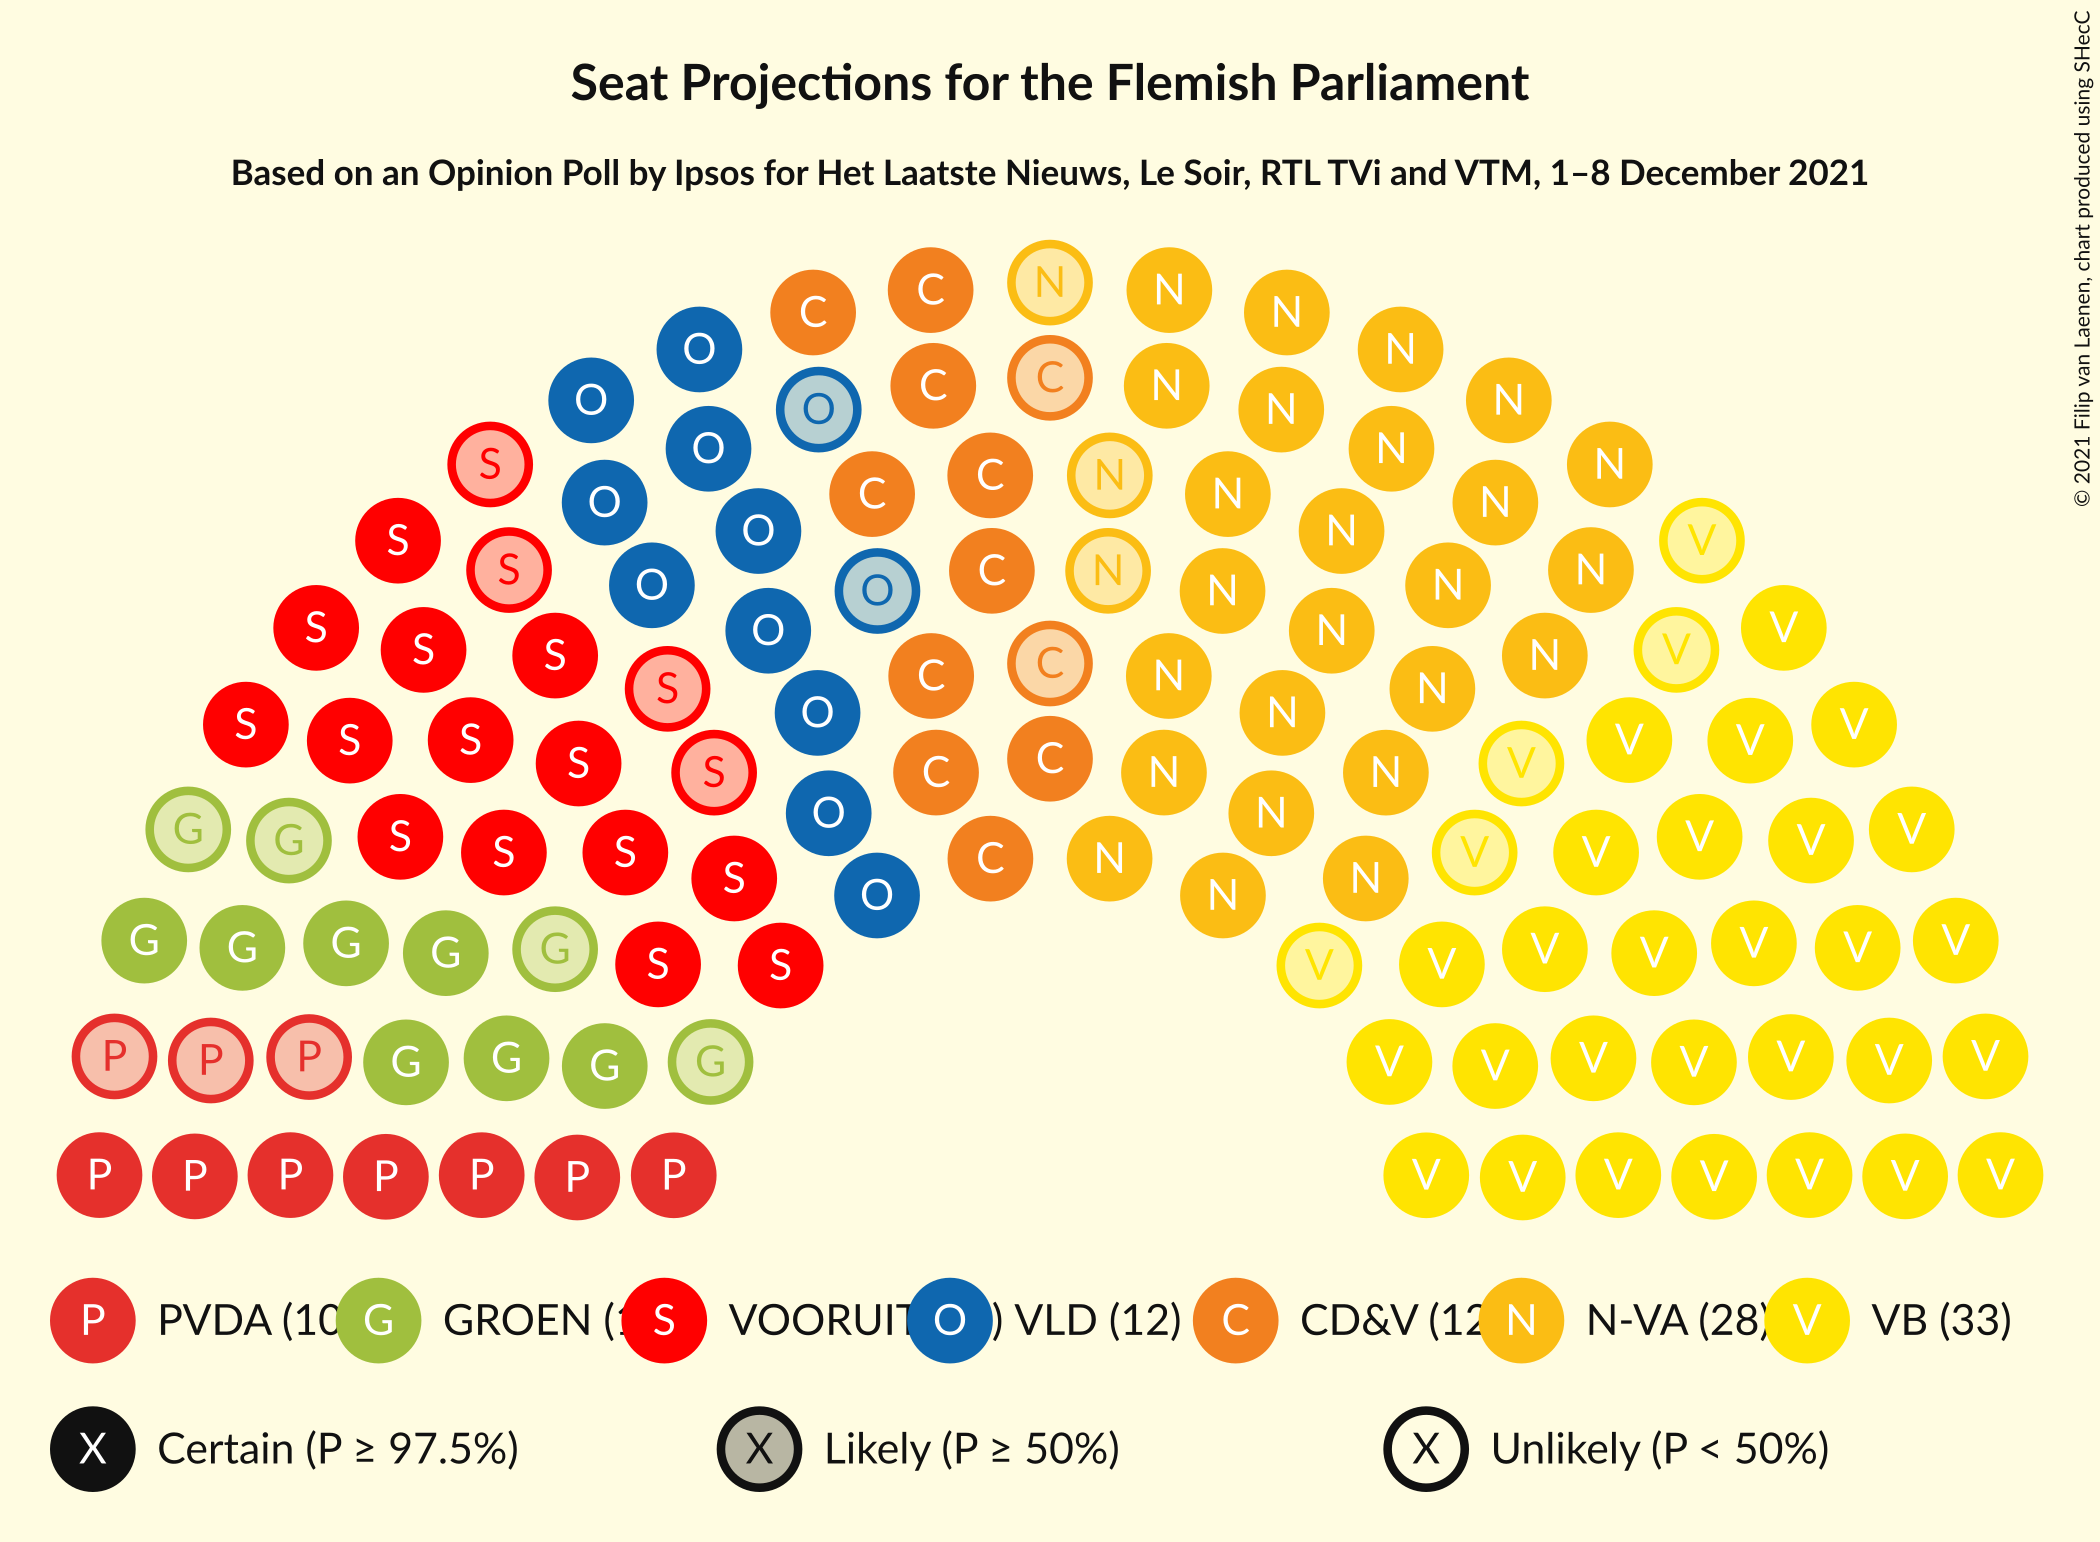 Seat Projections for the Flemish Parliament
Based on an Opinion Poll by Ipsos for Het Laatste Nieuws, Le Soir, RTL TVi and VTM, 1–8 December 2021
© 2021 Filip van Laenen, chart produced using SHecC
C C N N N
O C C N N
O O N N
S O C C N N N N
S O O N N V
S O O C N N N N
S S S O N N V V
S S O C C N N N V
S S S S C C N N V V V
G G S S S O N V V V V V
S O C N N N
G G G G G S S V V V V V V V
P P P G G G G V V V V V V V
P P P P P P P V V V V V V V
P PVDA (10 G GROEN (1 S VOORUIT O ) VLD (12) C CD&V (12 N N-VA (28) V VB (33)
X Certain (P ≥ 97.5%) X Likely (P ≥ 50%) X Unlikely (P < 50%)